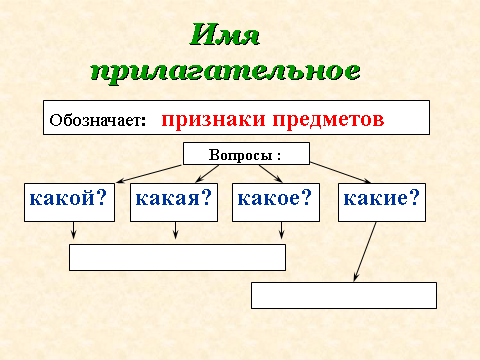 Имя
прилагательное
Обозначает: признаки предметов
Вопросы :
какой? какая? какое? какие?